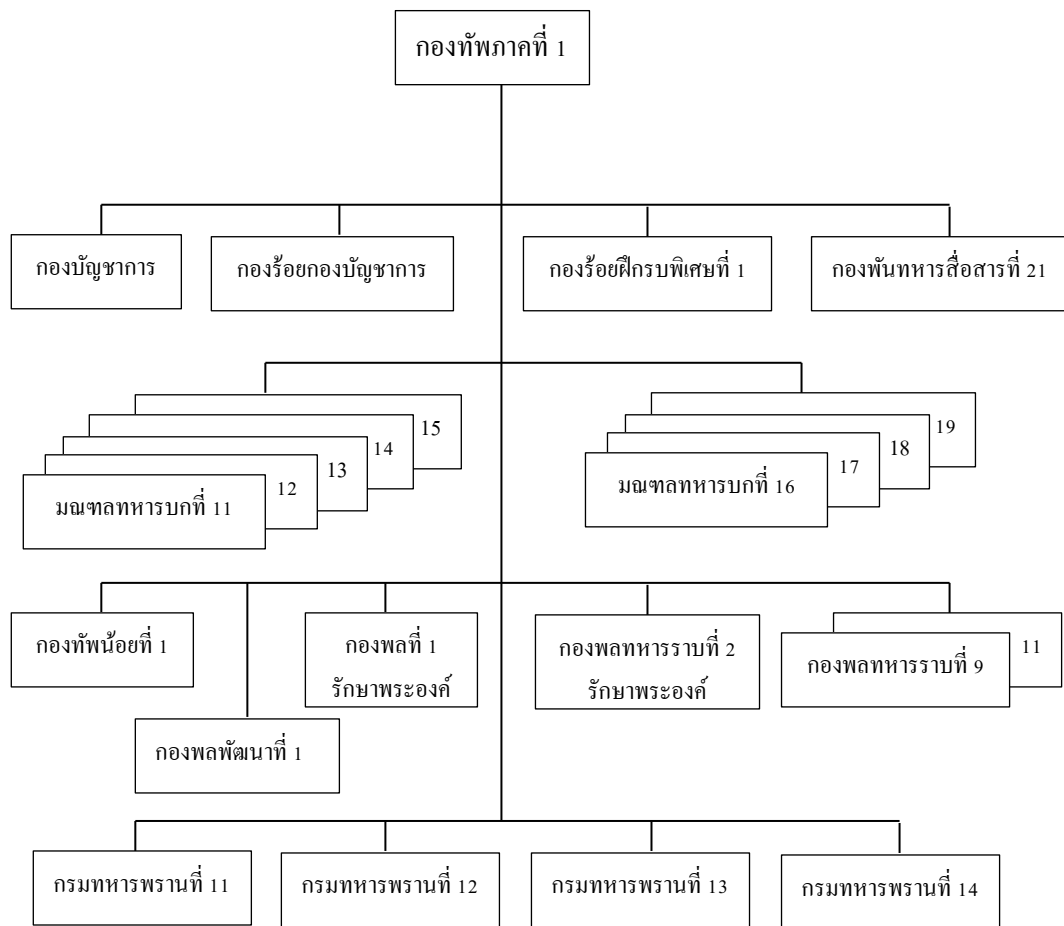 กองทัพภาคที่ 1
กองบัญชาการ
กองร้อยกองบัญชาการ
กองร้อยฝึกรบพิเศษที่ 1
กองพันทหารสื่อสารที่ 21
15
14
13
12
มณฑลทหารบกที่ 11
19
18
17
มณฑลทหารบกที่ 16
กองทัพน้อยที่ 1
กองพลที่ 1
รักษาพระองค์
กองพลทหารราบที่ 2
รักษาพระองค์
11
กองพลทหารราบที่ 9
กองพลพัฒนาที่ 1
กรมทหารพรานที่ 11
กรมทหารพรานที่ 12
กรมทหารพรานที่ 13
กรมทหารพรานที่ 14